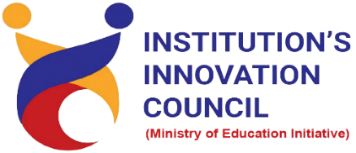 INSTITUTION'S
INNOVATION
COUNCIL
(Ministry of Education Initiative)